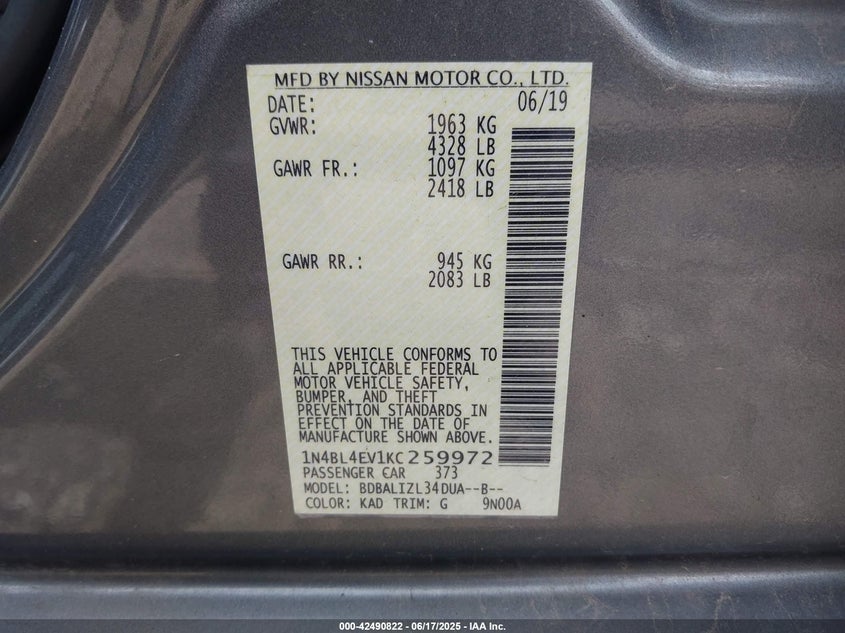 MFD BY NISSAN MOTOR CO., LTD.
DATE: 06/19
GVWR: 1963 KG
4328 LB
GAWR FR.: 1097 KG
2418 LB
GAWR RR.: 945 KG
2083 LB
THIS VEHICLE CONFORMS TO
ALL APPLICABLE FEDERAL
MOTOR VEHICLE SAFETY,
BUMPER, AND THEFT
PREVENTION STANDARDS IN
EFFECT ON THE DATE OF
MANUFACTURE SHOWN ABOVE.
1N4BL4EV1KC259972
PASSENGER CAR 373
MODEL: BDBALIZL34DUA--B--
COLOR: KAD TRIM: G 9N00A
000-42490822 - 06/17/2025 - IAA Inc.